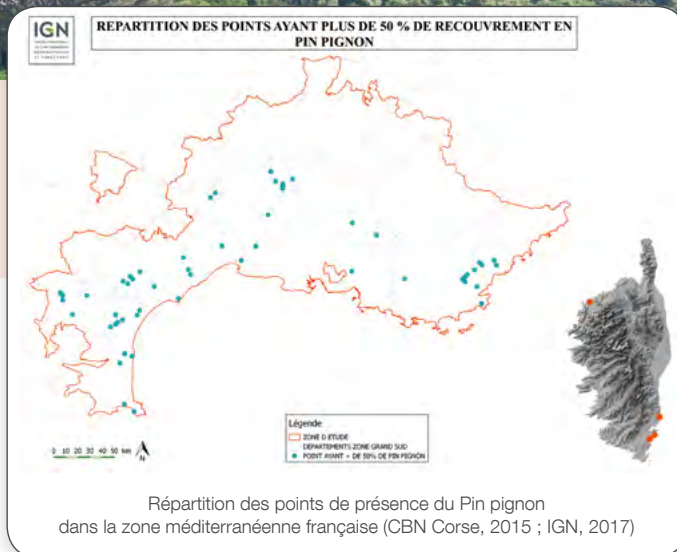 IGN
REPARTITION DES POINTS AYANT PLUS DE 50 % DE RECOUVREMENT EN
PIN PIGNON
Légende
ZONE D ETUDE
DEPARTEMENTS ZONE GRAND SUD
POINT AYANT + DE 50% DE PIN PIGNON
0 10 20 30 40 50 km
N
Répartition des points de présence du Pin pignon
dans la zone méditerranéenne française (CBN Corse, 2015 ; IGN, 2017)